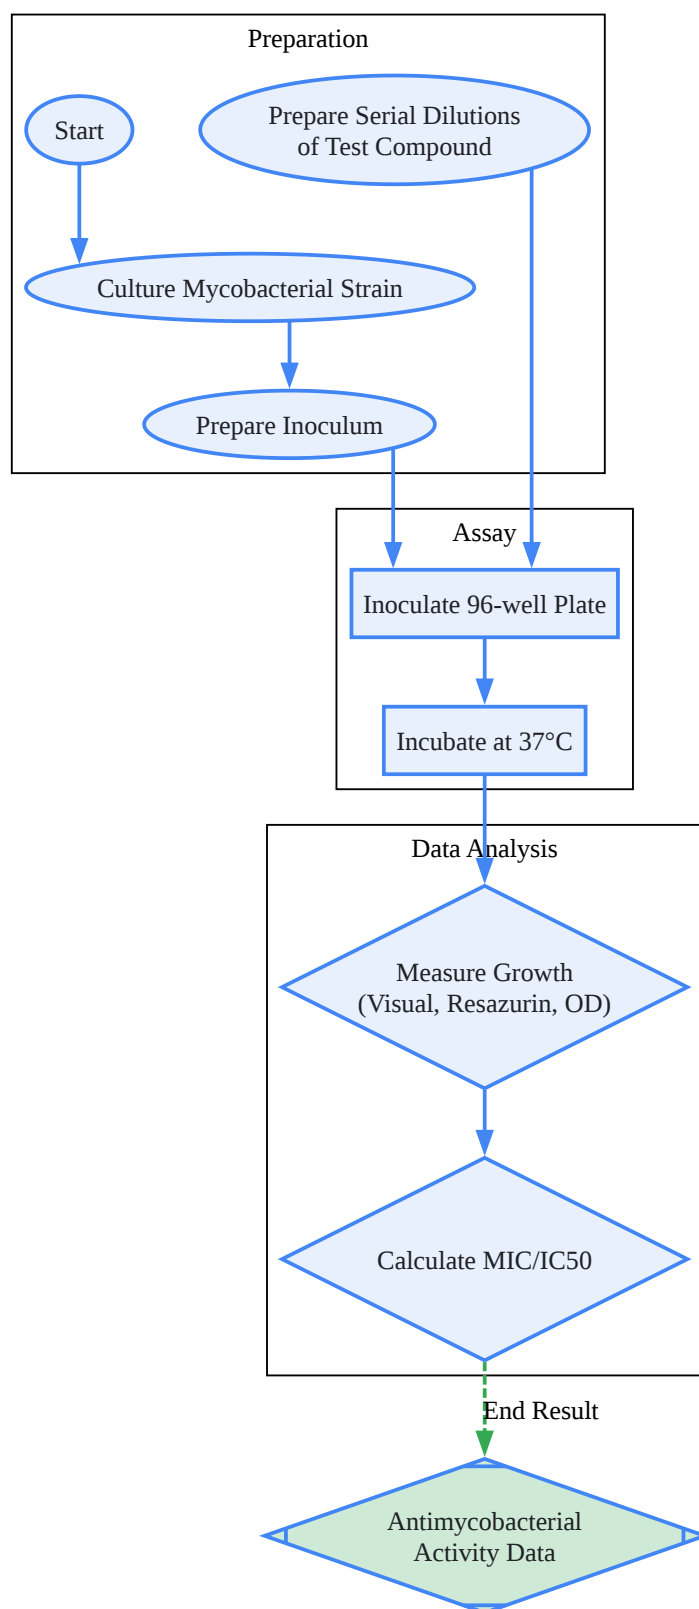 Preparation
Start
Prepare Serial Dilutions
of Test Compound
Culture Mycobacterial Strain
Prepare Inoculum
Assay
Inoculate 96-well Plate
Incubate at 37°C
Data Analysis
Measure Growth
(Visual, Resazurin, OD)
Calculate MIC/IC50
End Result
Antimycobacterial
Activity Data